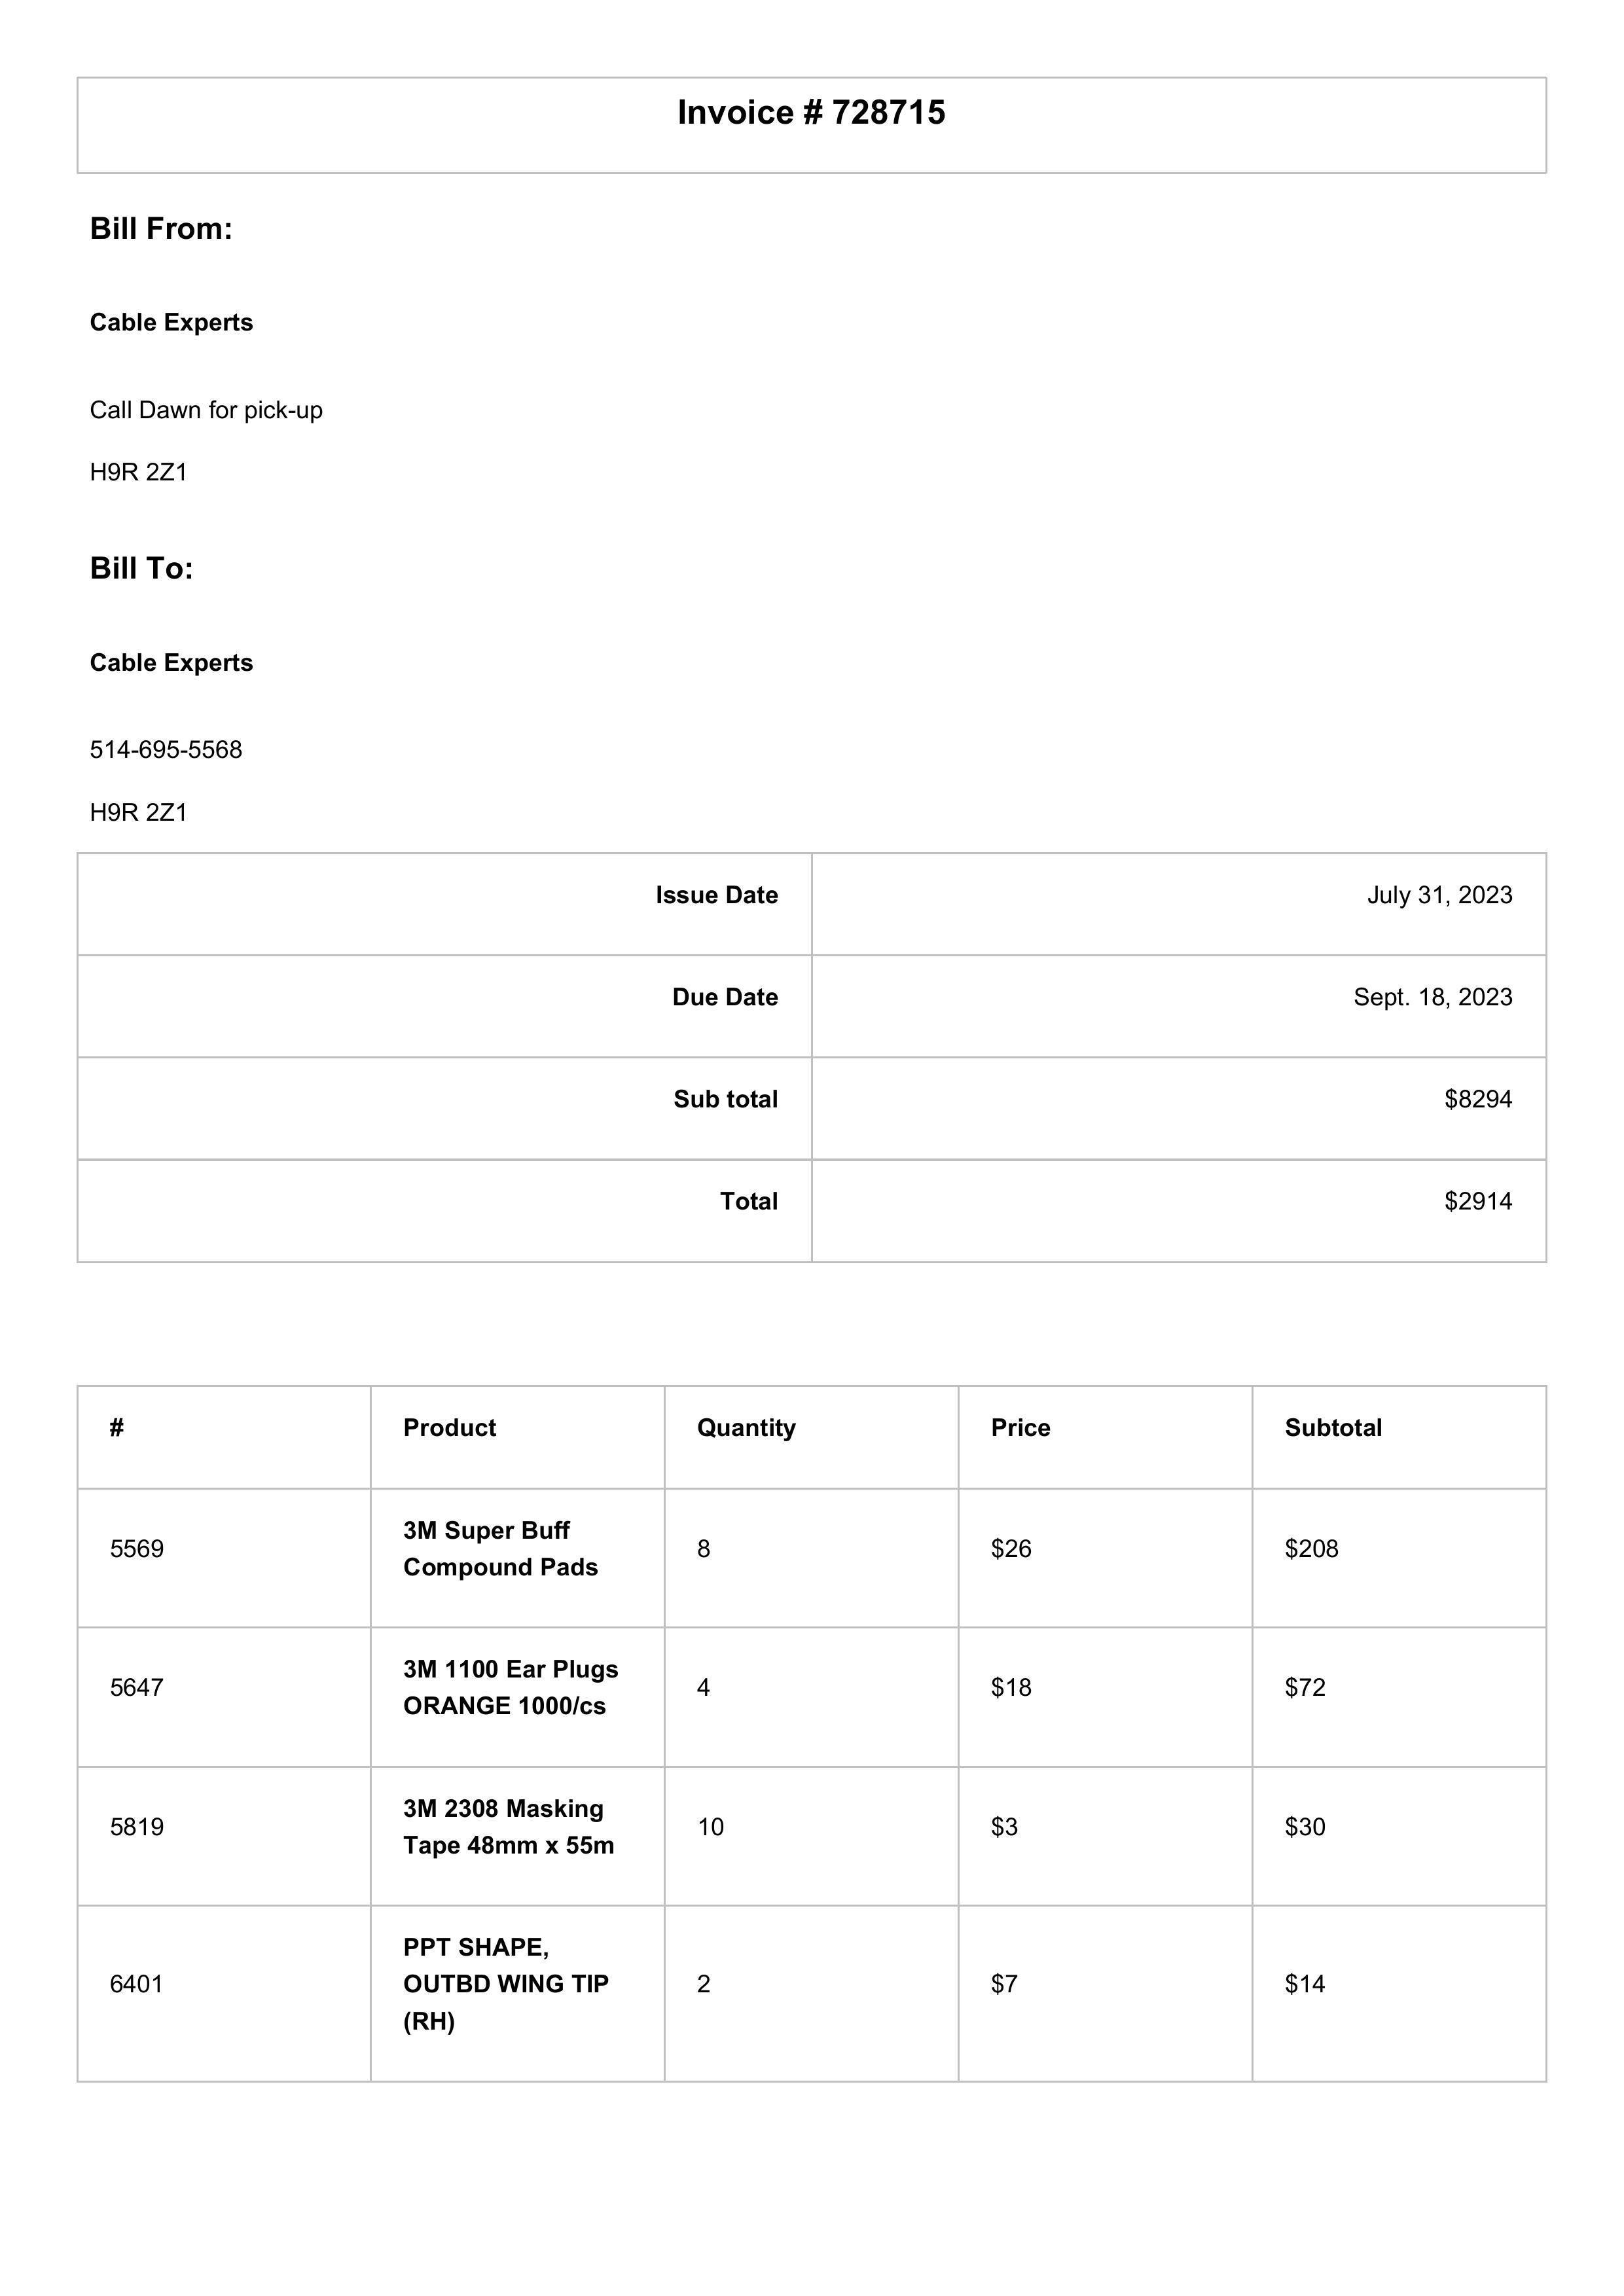 Invoice # 728715
Bill From:
Cable Experts
Call Dawn for pick-up
H9R 2Z1
Bill To:
Cable Experts
514-695-5568
H9R 2Z1
Issue Date July 31, 2023
Due Date Sept. 18, 2023
Sub total $8294
Total $2914
# Product Quantity Price Subtotal
5569 3M Super Buff Compound Pads 8 $26 $208
5647 3M 1100 Ear Plugs ORANGE 1000/cs 4 $18 $72
5819 3M 2308 Masking Tape 48mm x 55m 10 $3 $30
6401 PPT SHAPE, OUTBD WING TIP (RH) 2 $7 $14